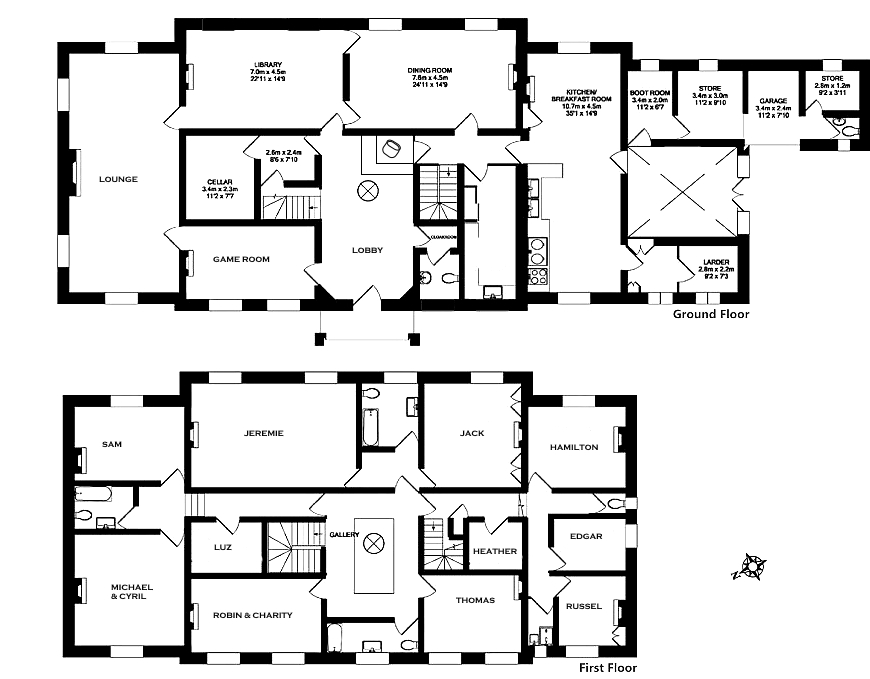 LIBRARY
7.0m x 4.5m
22'11 x 14'9
DINING ROOM
7.6m x 4.5m
24'11 x 14'9
KITCHEN/
BREAKFAST ROOM
10.7m x 4.5m
35'1 x 14'9
BOOT ROOM
3.4m x 2.0m
11'2 x 6'7
STORE
3.4m x 3.0m
11'2 x 9'10
GARAGE
3.4m x 2.4m
11'2 x 7'10
STORE
2.8m x 1.2m
9'2 x 3'11
LOUNGE
2.6m x 2.4m
8'6 x 7'10
CELLAR
3.4m x 2.3m
11'2 x 7'7
GAME ROOM
LOBBY
CLOAKROOM
LARDER
2.8m x 2.2m
9'2 x 7'3
Ground Floor
SAM
JEREMIE
JACK
HAMILTON
LUZ
GALLERY
HEATHER
EDGAR
MICHAEL
& CYRIL
ROBIN & CHARITY
THOMAS
RUSSEL
First Floor
N